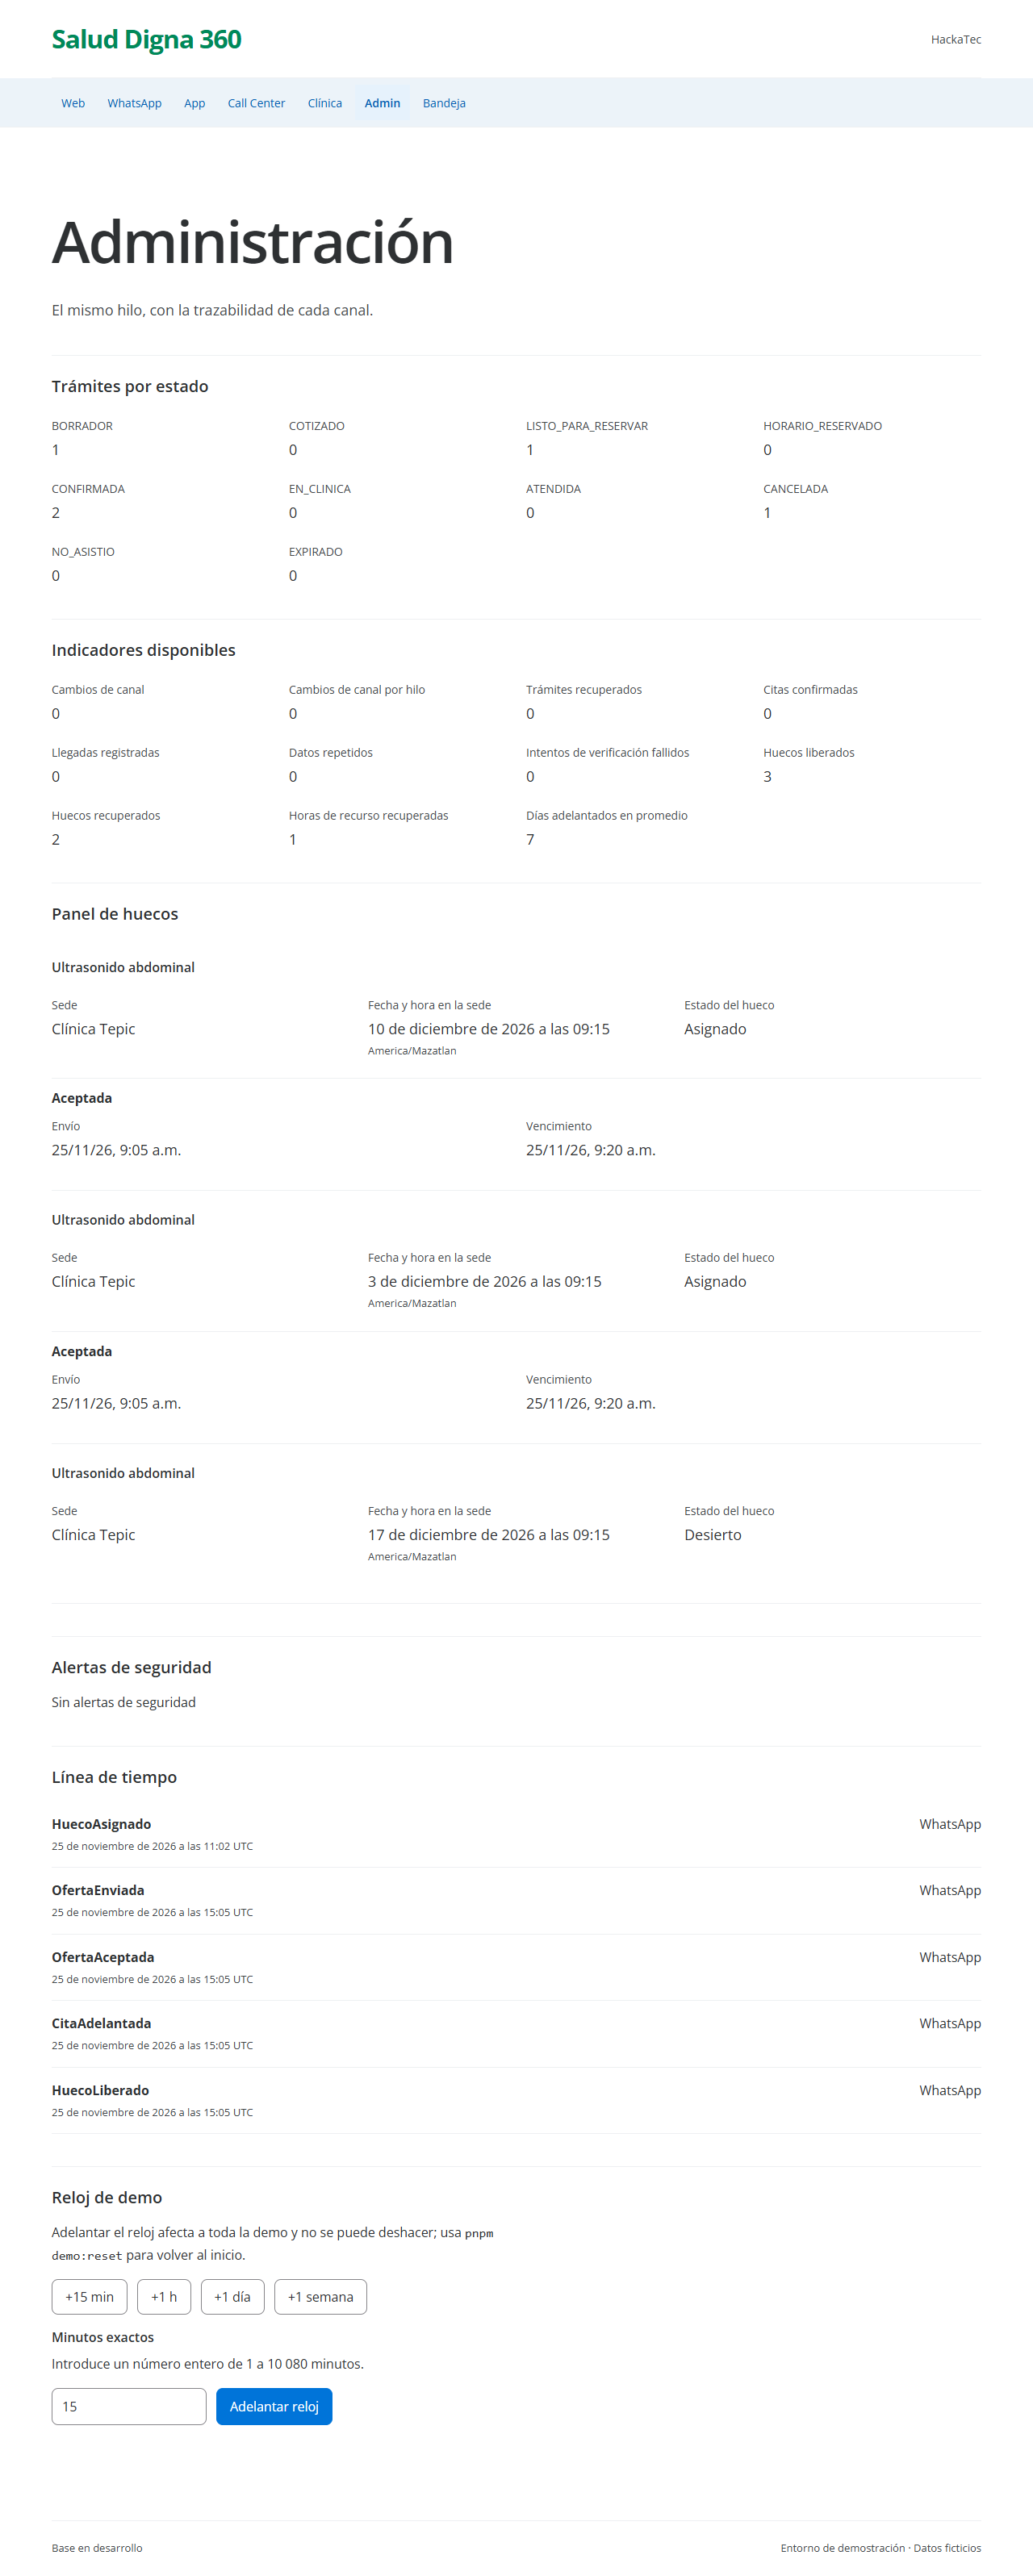 Salud Digna 360
HackaTec
Web WhatsApp App Call Center Clínica Admin Bandeja
Administración
El mismo hilo, con la trazabilidad de cada canal.
Trámites por estado
BORRADOR COTIZADO LISTO_PARA_RESERVAR HORARIO_RESERVADO
1 0 1 0
CONFIRMADA EN_CLINICA ATENDIDA CANCELADA
2 0 0 1
NO_ASISTIO EXPIRADO
0 0
Indicadores disponibles
Cambios de canal Cambios de canal por hilo Trámites recuperados Citas confirmadas
0 0 0 0
Llegadas registradas Datos repetidos Intentos de verificación fallidos Huecos liberados
0 0 0 3
Huecos recuperados Horas de recurso recuperadas Días adelantados en promedio
2 1 7
Panel de huecos
Ultrasonido abdominal
Sede Fecha y hora en la sede Estado del hueco
Clínica Tepic 10 de diciembre de 2026 a las 09:15 Asignado
America/Mazatlan
Aceptada
Envío Vencimiento
25/11/26, 9:05 a.m. 25/11/26, 9:20 a.m.
Ultrasonido abdominal
Sede Fecha y hora en la sede Estado del hueco
Clínica Tepic 3 de diciembre de 2026 a las 09:15 Asignado
America/Mazatlan
Aceptada
Envío Vencimiento
25/11/26, 9:05 a.m. 25/11/26, 9:20 a.m.
Ultrasonido abdominal
Sede Fecha y hora en la sede Estado del hueco
Clínica Tepic 17 de diciembre de 2026 a las 09:15 Desierto
America/Mazatlan
Alertas de seguridad
Sin alertas de seguridad
Línea de tiempo
HuecoAsignado WhatsApp
25 de noviembre de 2026 a las 11:02 UTC
OfertaEnviada WhatsApp
25 de noviembre de 2026 a las 15:05 UTC
OfertaAceptada WhatsApp
25 de noviembre de 2026 a las 15:05 UTC
CitaAdelantada WhatsApp
25 de noviembre de 2026 a las 15:05 UTC
HuecoLiberado WhatsApp
25 de noviembre de 2026 a las 15:05 UTC
Reloj de demo
Adelantar el reloj afecta a toda la demo y no se puede deshacer; usa pnpm
demo:reset para volver al inicio.
+15 min +1 h +1 día +1 semana
Minutos exactos
Introduce un número entero de 1 a 10 080 minutos.
15 Adelantar reloj
Base en desarrollo Entorno de demostración · Datos ficticios